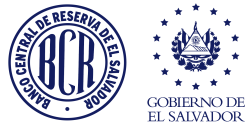 · BANCO CENTRAL DE RESERVA DE EL SALVADOR ·
BCR
GOBIERNO DE
EL SALVADOR